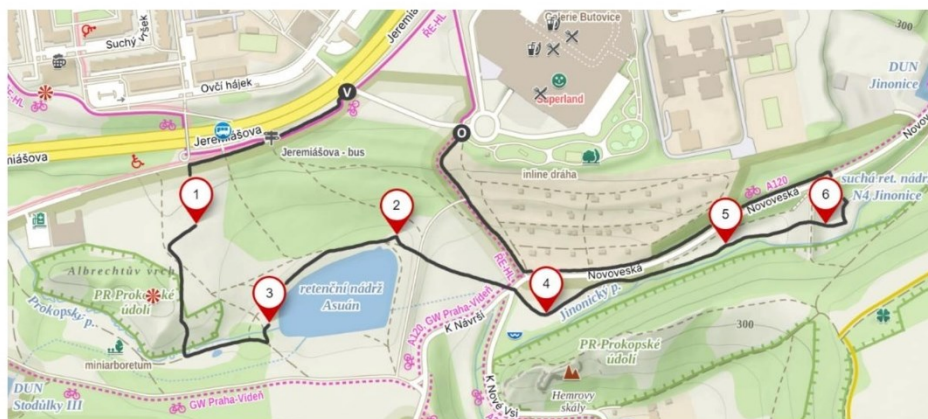 Suchý vršek
Ovčí hájek
Jeremiášova
ŘE-HL
Galerie Butovice
Superland
300
DUN
Jinonice
V
O
Jeremiášova
Jeremiášova - bus
inline dráha
A120
Novoveská
suchá ret. nádrž
N4 Jinonice
1
2
3
4
5
6
Albrechtův vrch
PR-Prokopské
údolí
Prokopský p.
miniarboretum
retenční nádrž
Asuán
ŘE-HL
Novoveská
Jinonický p.
A120, GW Praha-Vídeň
K Návrší
K Nové Vsi
PR-Prokopské
údolí
300
Hemrovy
skály
DUN
Stodůlky III
GW Praha-Vídeň